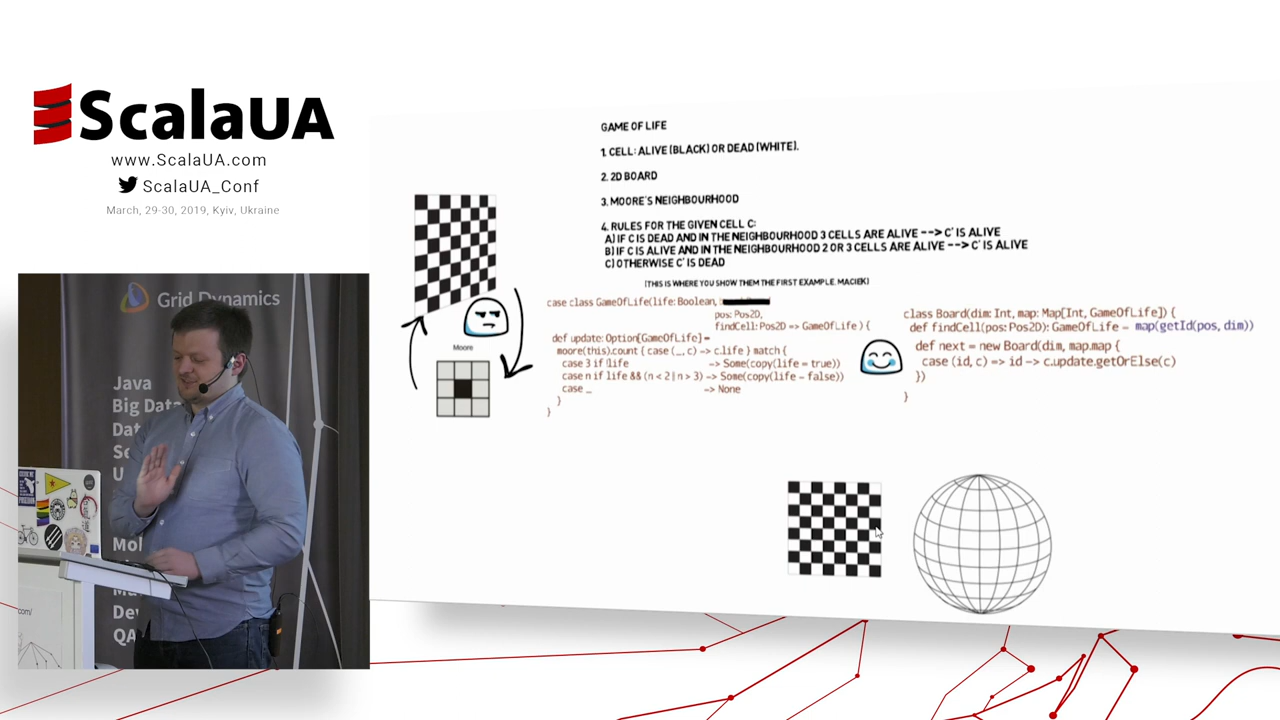 ScalaUA
www.ScalaUA.com
ScalaUA_Conf
March, 29-30, 2019, Kyiv, Ukraine
Grid Dynamics
Java
Big Data
Dat
Se
U
Mol
De
QA
GAME OF LIFE
1. CELL: ALIVE (BLACK) OR DEAD (WHITE).
2. 2D BOARD
3. MOORE'S NEIGHBOURHOOD
4. RULES FOR THE GIVEN CELL C:
A) IF C IS DEAD AND IN THE NEIGHBOURHOOD 3 CELLS ARE ALIVE --> C' IS ALIVE
B) IF C IS ALIVE AND IN THE NEIGHBOURHOOD 2 OR 3 CELLS ARE ALIVE --> C' IS ALIVE
C) OTHERWISE C' IS DEAD
(THIS IS WHERE YOU SHOW THEM THE FIRST EXAMPLE, MACIEK)
Moore
case class GameOfLife(life: Boolean,
pos: Pos2D,
findCell: Pos2D => GameOfLife ) {
def update: Option[GameOfLife] =
moore(this).count { case (_, c) -> c.life } match {
case 3 if !life -> Some(copy(life = true))
case n if life && (n < 2 || n > 3) -> Some(copy(life = false))
case _ -> None
}
}
class Board(dim: Int, map: Map[Int, GameOfLife]) {
def findCell(pos: Pos2D): GameOfLife = map(getId(pos, dim))
def next = new Board(dim, map.map {
case (id, c) => id -> c.update.getOrElse(c)
})
}